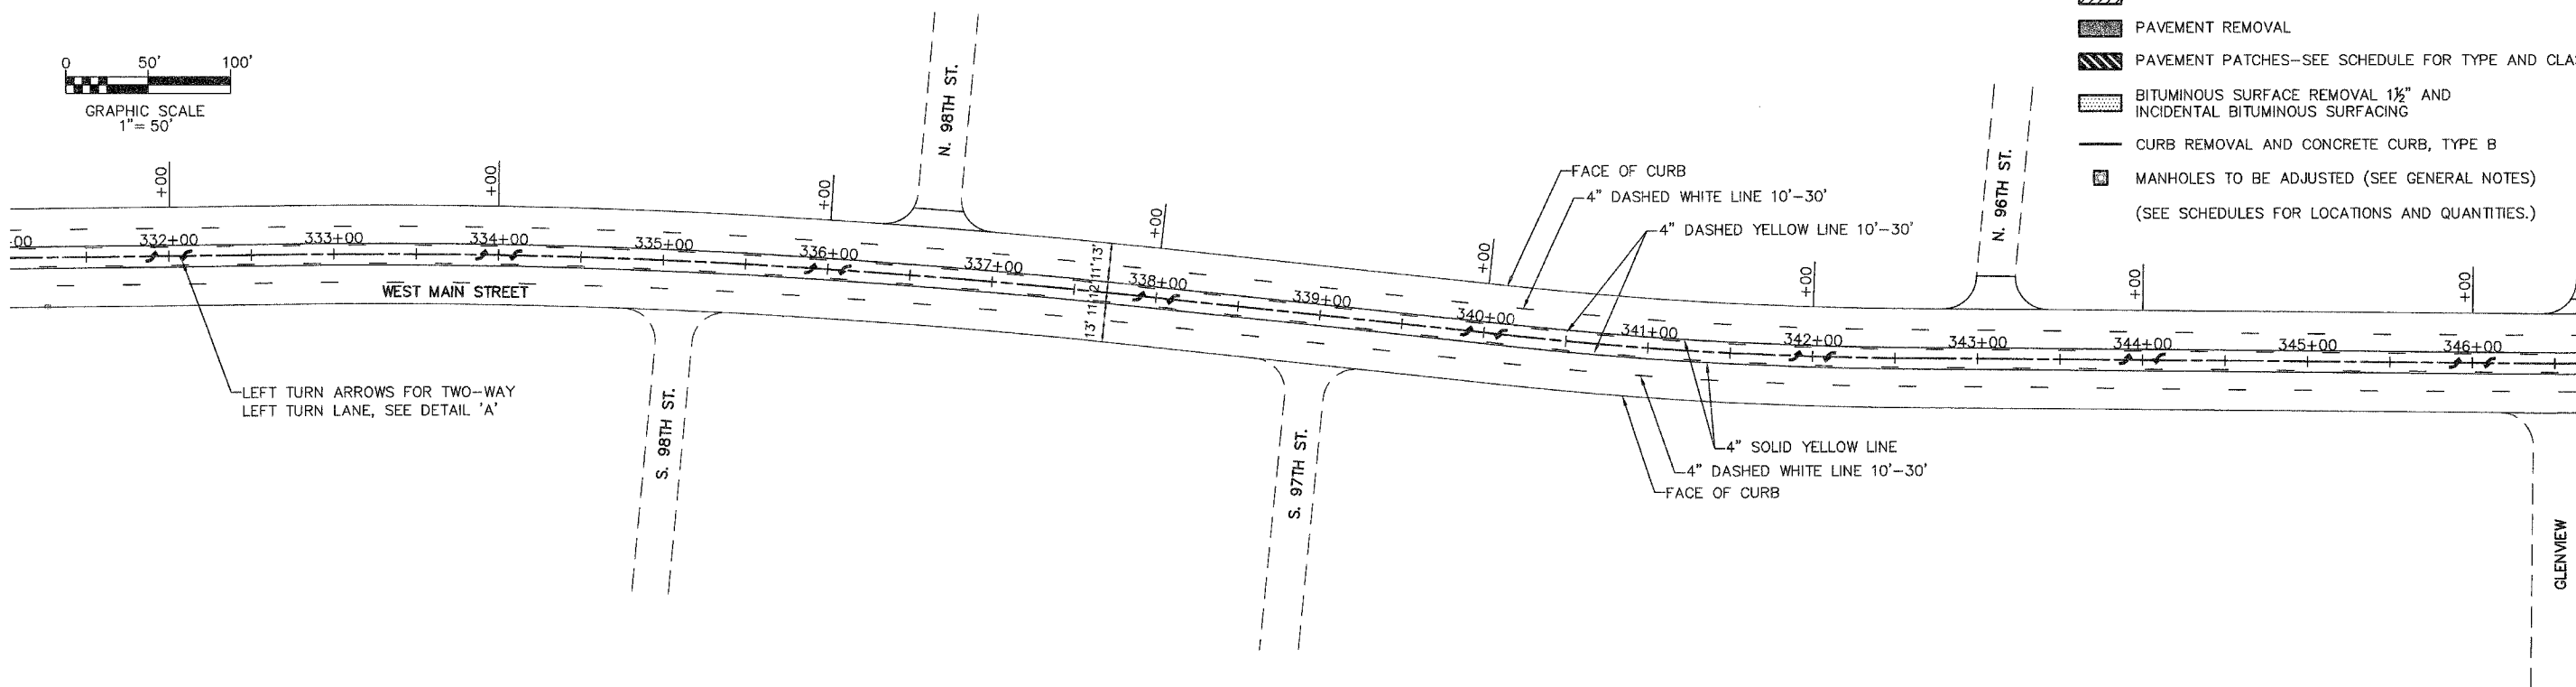 0 50' 100'
GRAPHIC SCALE
1"= 50'
PAVEMENT REMOVAL
PAVEMENT PATCHES-SEE SCHEDULE FOR TYPE AND CLA
BITUMINOUS SURFACE REMOVAL 1½" AND
INCIDENTAL BITUMINOUS SURFACING
CURB REMOVAL AND CONCRETE CURB, TYPE B
MANHOLES TO BE ADJUSTED (SEE GENERAL NOTES)
(SEE SCHEDULES FOR LOCATIONS AND QUANTITIES.)
N. 98TH ST.
N. 96TH ST.
+00
+00
+00
+00
+00
+00
+00
+00
FACE OF CURB
4" DASHED WHITE LINE 10'-30'
4" DASHED YELLOW LINE 10'-30'
+00
332+00
333+00
334+00
335+00
336+00
337+00
338+00
339+00
340+00
341+00
342+00
343+00
344+00
345+00
346+00
13' 11' 12' 11' 13'
WEST MAIN STREET
LEFT TURN ARROWS FOR TWO-WAY
LEFT TURN LANE, SEE DETAIL 'A'
S. 98TH ST.
S. 97TH ST.
4" SOLID YELLOW LINE
4" DASHED WHITE LINE 10'-30'
FACE OF CURB
GLENVIEW